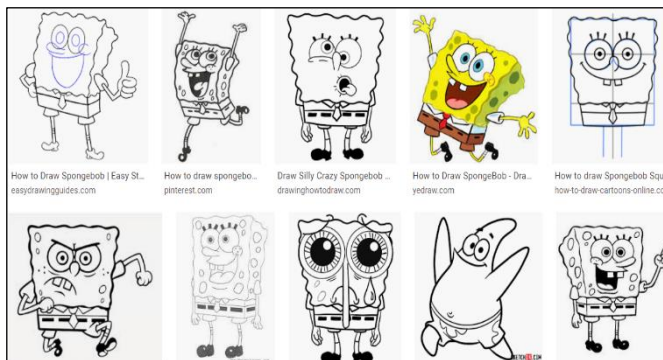 How to Draw Spongebob | Easy St...
easydrawingguides.com
How to draw spongebo...
pinterest.com
Draw Silly Crazy Spongebob ...
drawinghowtodraw.com
How to Draw SpongeBob - Dra...
yedraw.com
How to draw Spongebob Squ
how-to-draw-cartoons-online.co